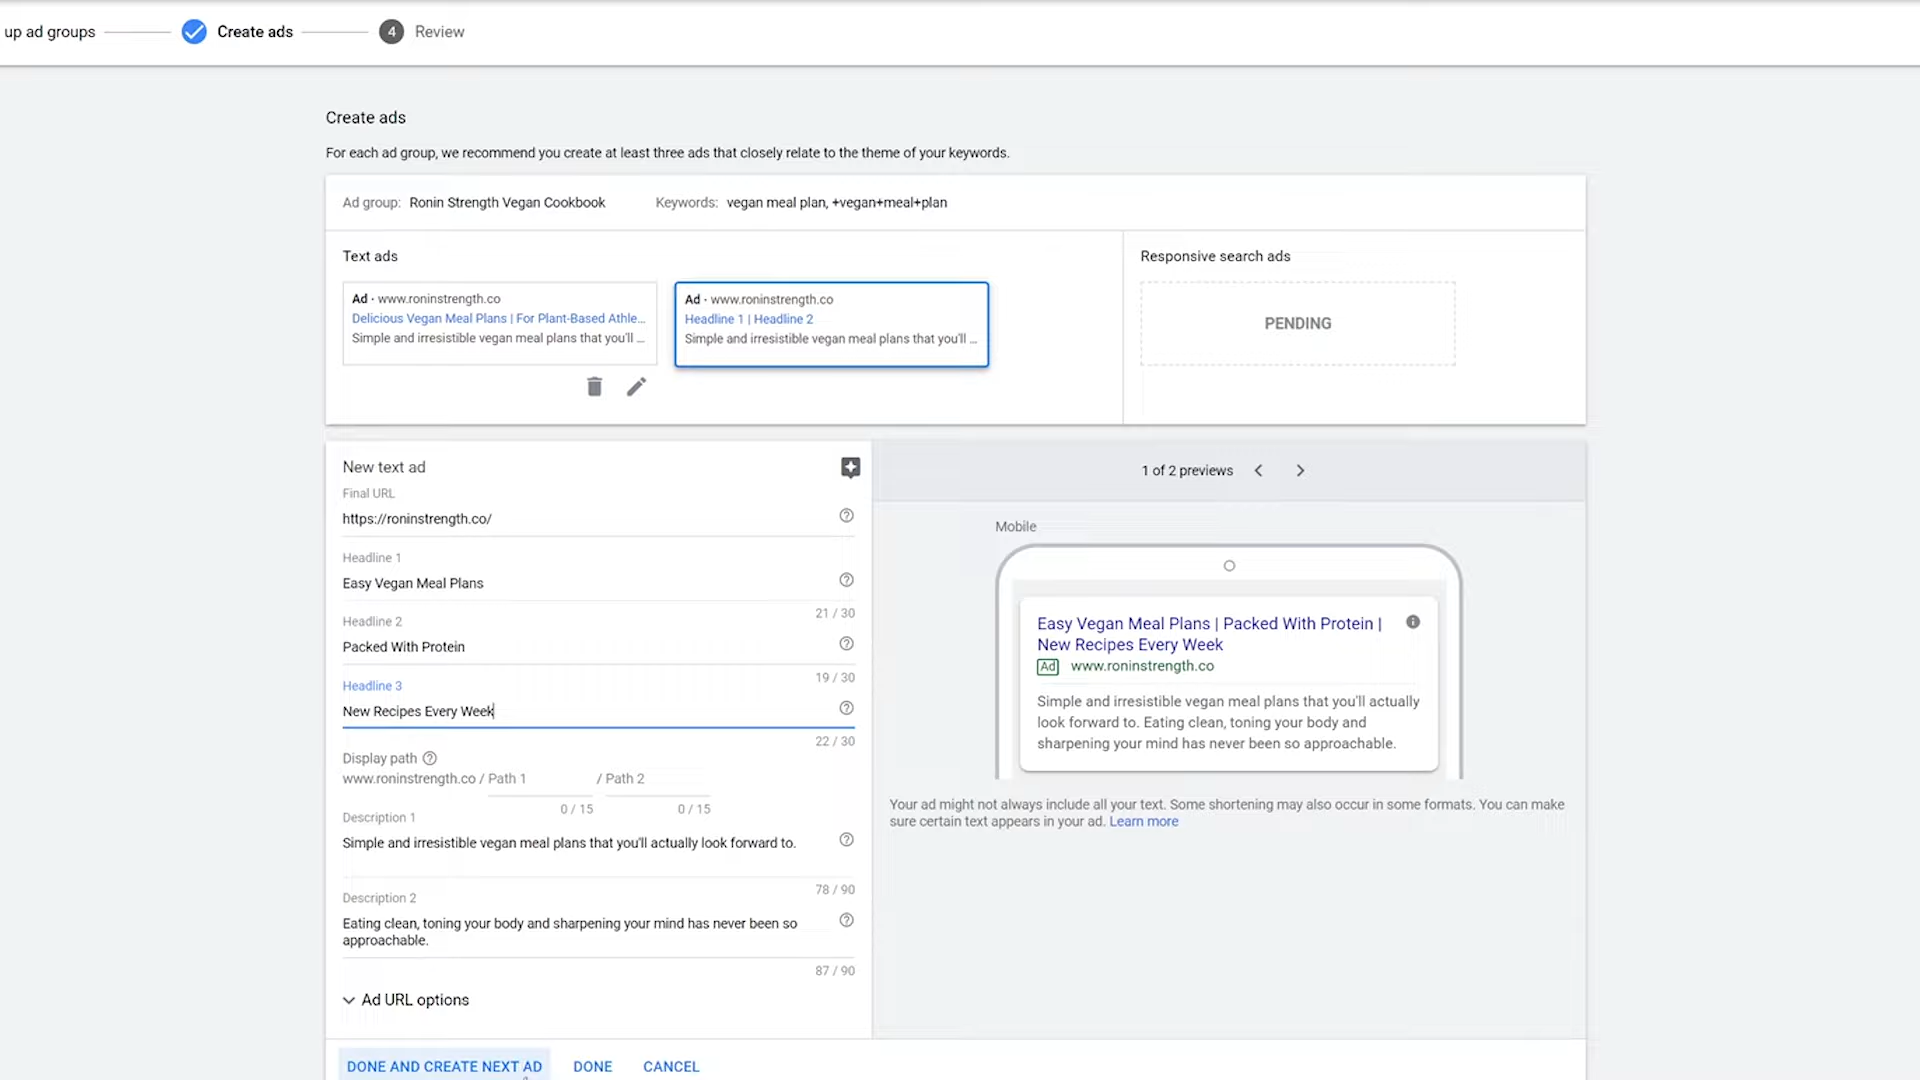 up ad groups
Create ads
4
Review
Create ads
For each ad group, we recommend you create at least three ads that closely relate to the theme of your keywords.
Ad group: Ronin Strength Vegan Cookbook
Keywords: vegan meal plan, +vegan+meal+plan
Text ads
Ad · www.roninstrength.co
Delicious Vegan Meal Plans | For Plant-Based Athle...
Simple and irresistible vegan meal plans that you'll ...
Ad · www.roninstrength.co
Headline 1 | Headline 2
Simple and irresistible vegan meal plans that you'll ...
Responsive search ads
PENDING
New text ad
Final URL
https://roninstrength.co/
Headline 1
Easy Vegan Meal Plans
21 / 30
Headline 2
Packed With Protein
19 / 30
Headline 3
New Recipes Every Week
22 / 30
Display path
www.roninstrength.co / Path 1 / Path 2
0 / 15
0 / 15
Description 1
Simple and irresistible vegan meal plans that you'll actually look forward to.
78 / 90
Description 2
Eating clean, toning your body and sharpening your mind has never been so
approachable.
87 / 90
Ad URL options
DONE AND CREATE NEXT AD
DONE
CANCEL
1 of 2 previews
Mobile
Easy Vegan Meal Plans | Packed With Protein |
New Recipes Every Week
Ad www.roninstrength.co
Simple and irresistible vegan meal plans that you'll actually
look forward to. Eating clean, toning your body and
sharpening your mind has never been so approachable.
Your ad might not always include all your text. Some shortening may also occur in some formats. You can make
sure certain text appears in your ad. Learn more